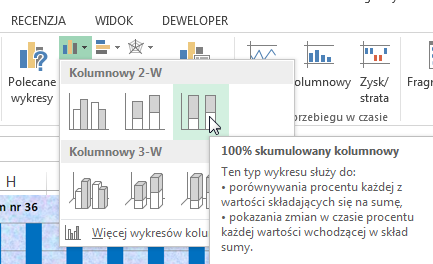 RECENZJA WIDOK DEWELOPER
Polecane
wykresy
Kolumnowy 2-W
Kolumnowy 3-W
Więcej wykresów kolu
olumnowy Zysk/
strata
Fragm
przebiegu w czasie
H
m nr 36
100% skumulowany kolumnowy
Ten typ wykresu służy do:
• porównywania procentu każdej z
wartości składających się na sumę,
• pokazania zmian w czasie procentu
każdej wartości wchodzącej w skład
sumy.